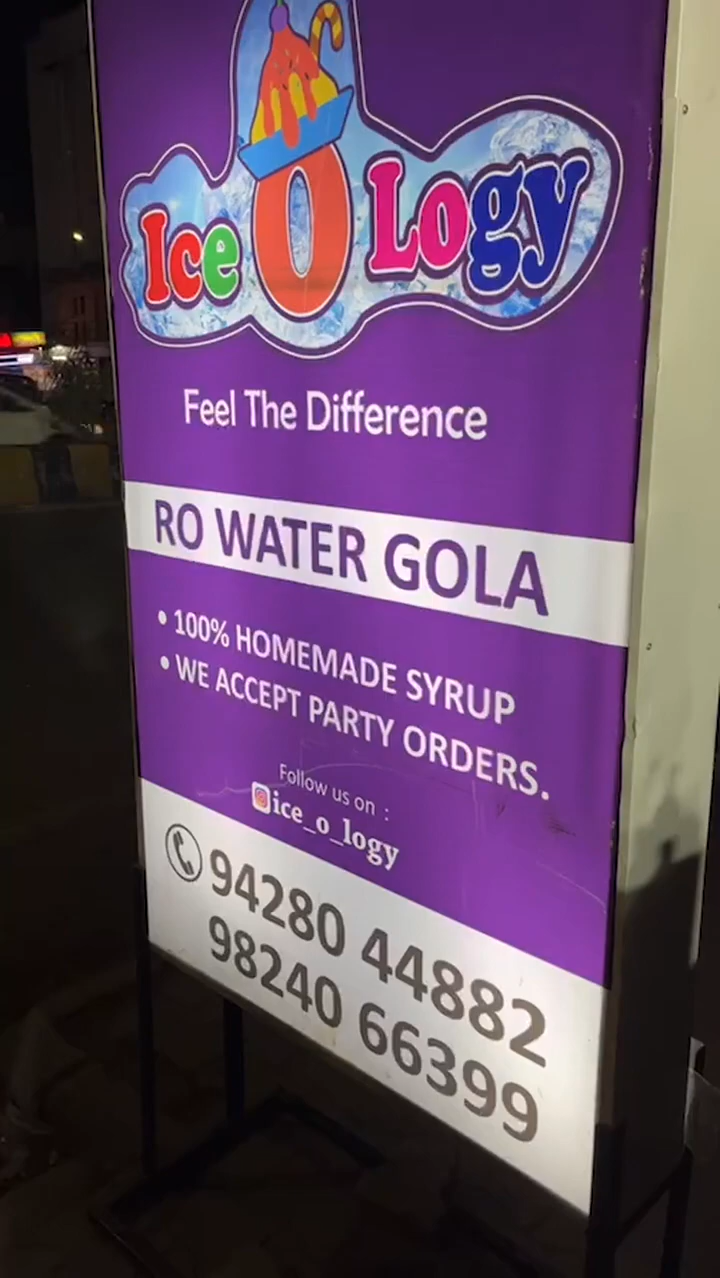 Ice O Logy
Feel The Difference
RO WATER GOLA
• 100% HOMEMADE SYRUP
• WE ACCEPT PARTY ORDERS.
Follow us on :
ice_o_logy
94280 44882
98240 66399